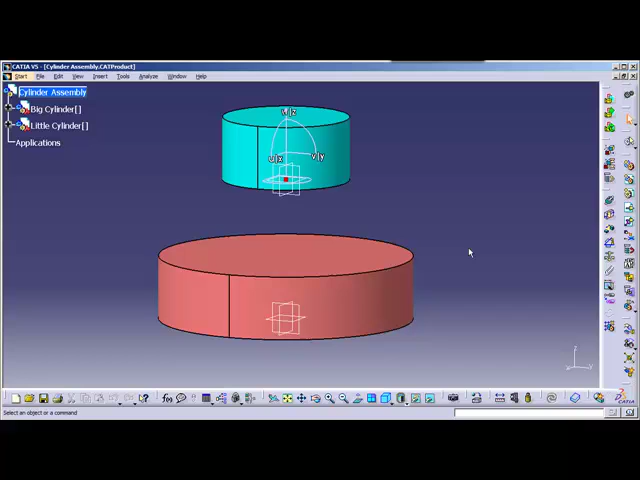 CATIA V5 - [Cylinder Assembly.CATProduct]
Start File Edit View Insert Tools Analyze Window Help
Cylinder Assembly
Big Cylinder[]
Little Cylinder[]
Applications
w|z
u|x
v|y
z
x
y
f(x)
CATIA
Select an object or a command